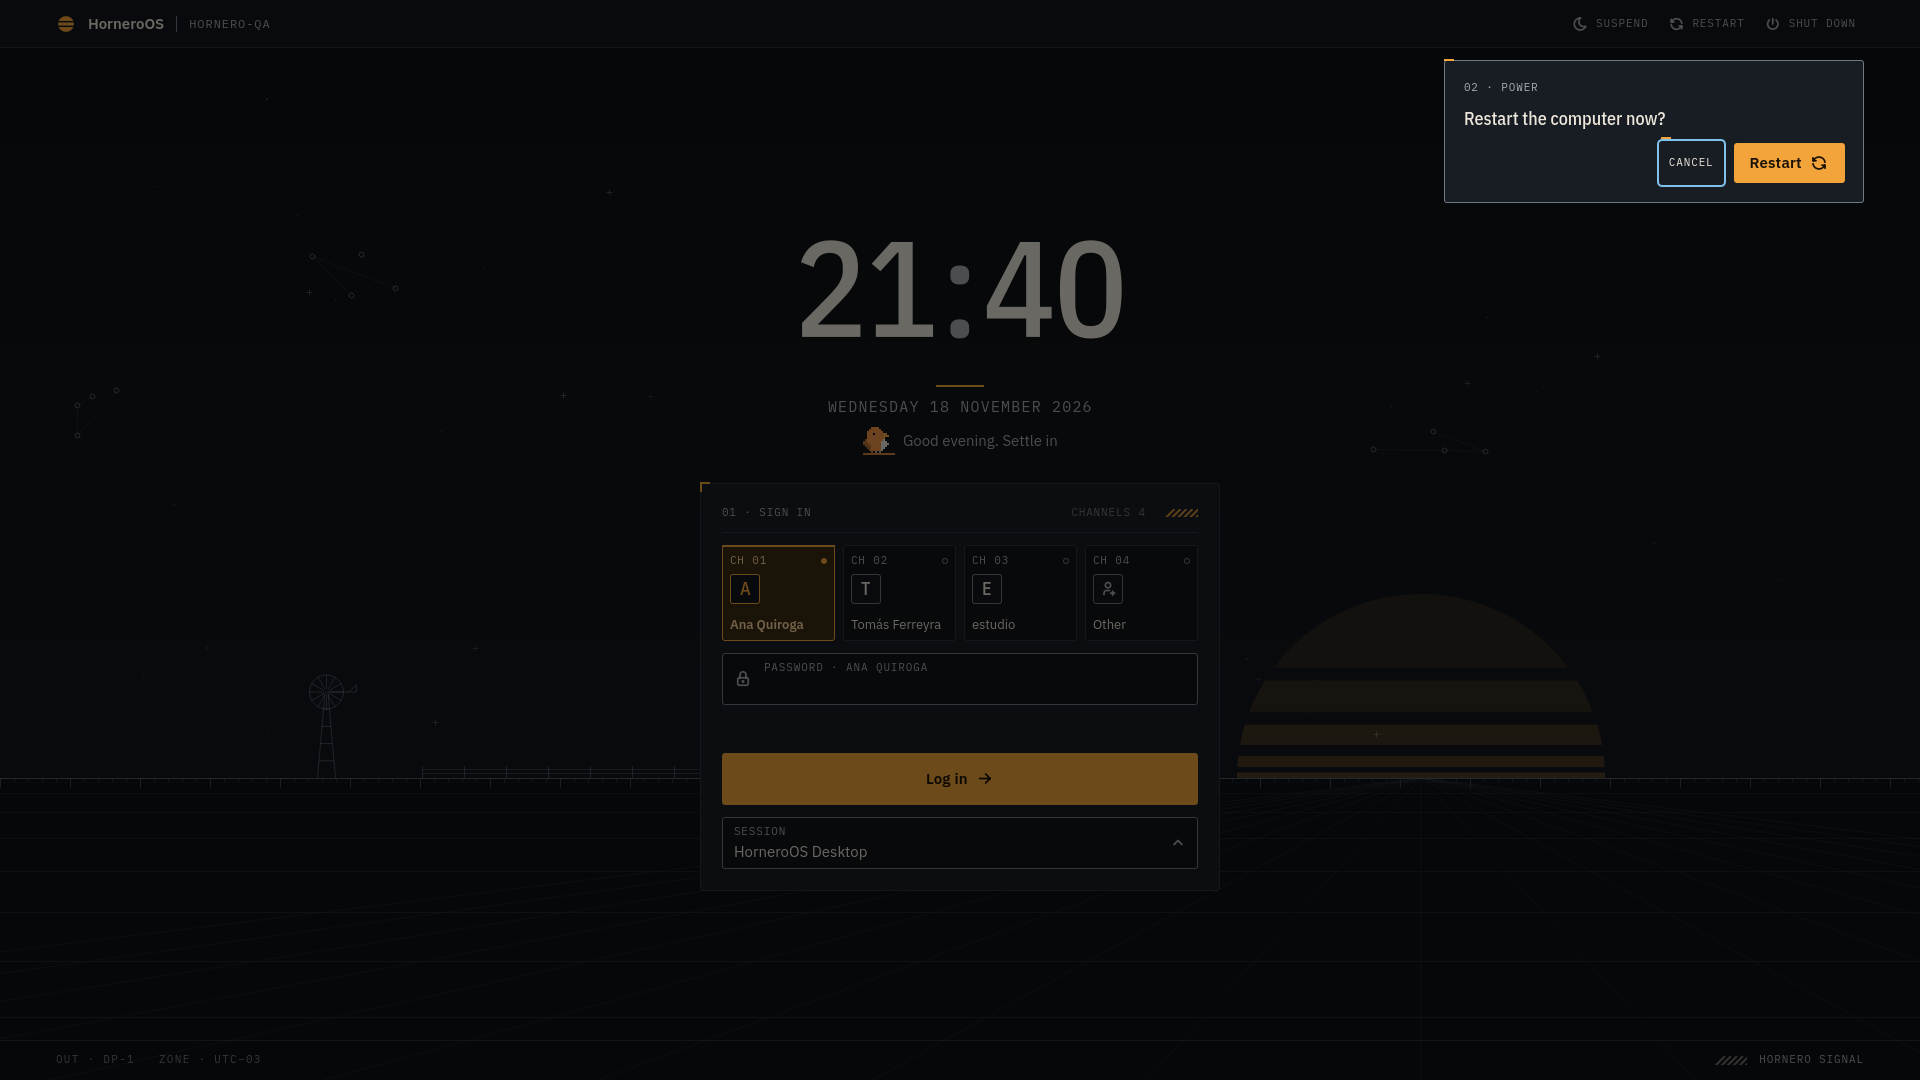 HorneroOS HORNERO-QA
SUSPEND RESTART SHUT DOWN
02 · POWER
Restart the computer now?
CANCEL Restart
21:40
WEDNESDAY 18 NOVEMBER 2026
Good evening. Settle in
01 · SIGN IN CHANNELS 4
CH 01 CH 02 CH 03 CH 04
A T E
Ana Quiroga Tomás Ferreyra estudio Other
PASSWORD · ANA QUIROGA
Log in
SESSION
HorneroOS Desktop
OUT · DP-1 ZONE · UTC-03
HORNERO SIGNAL